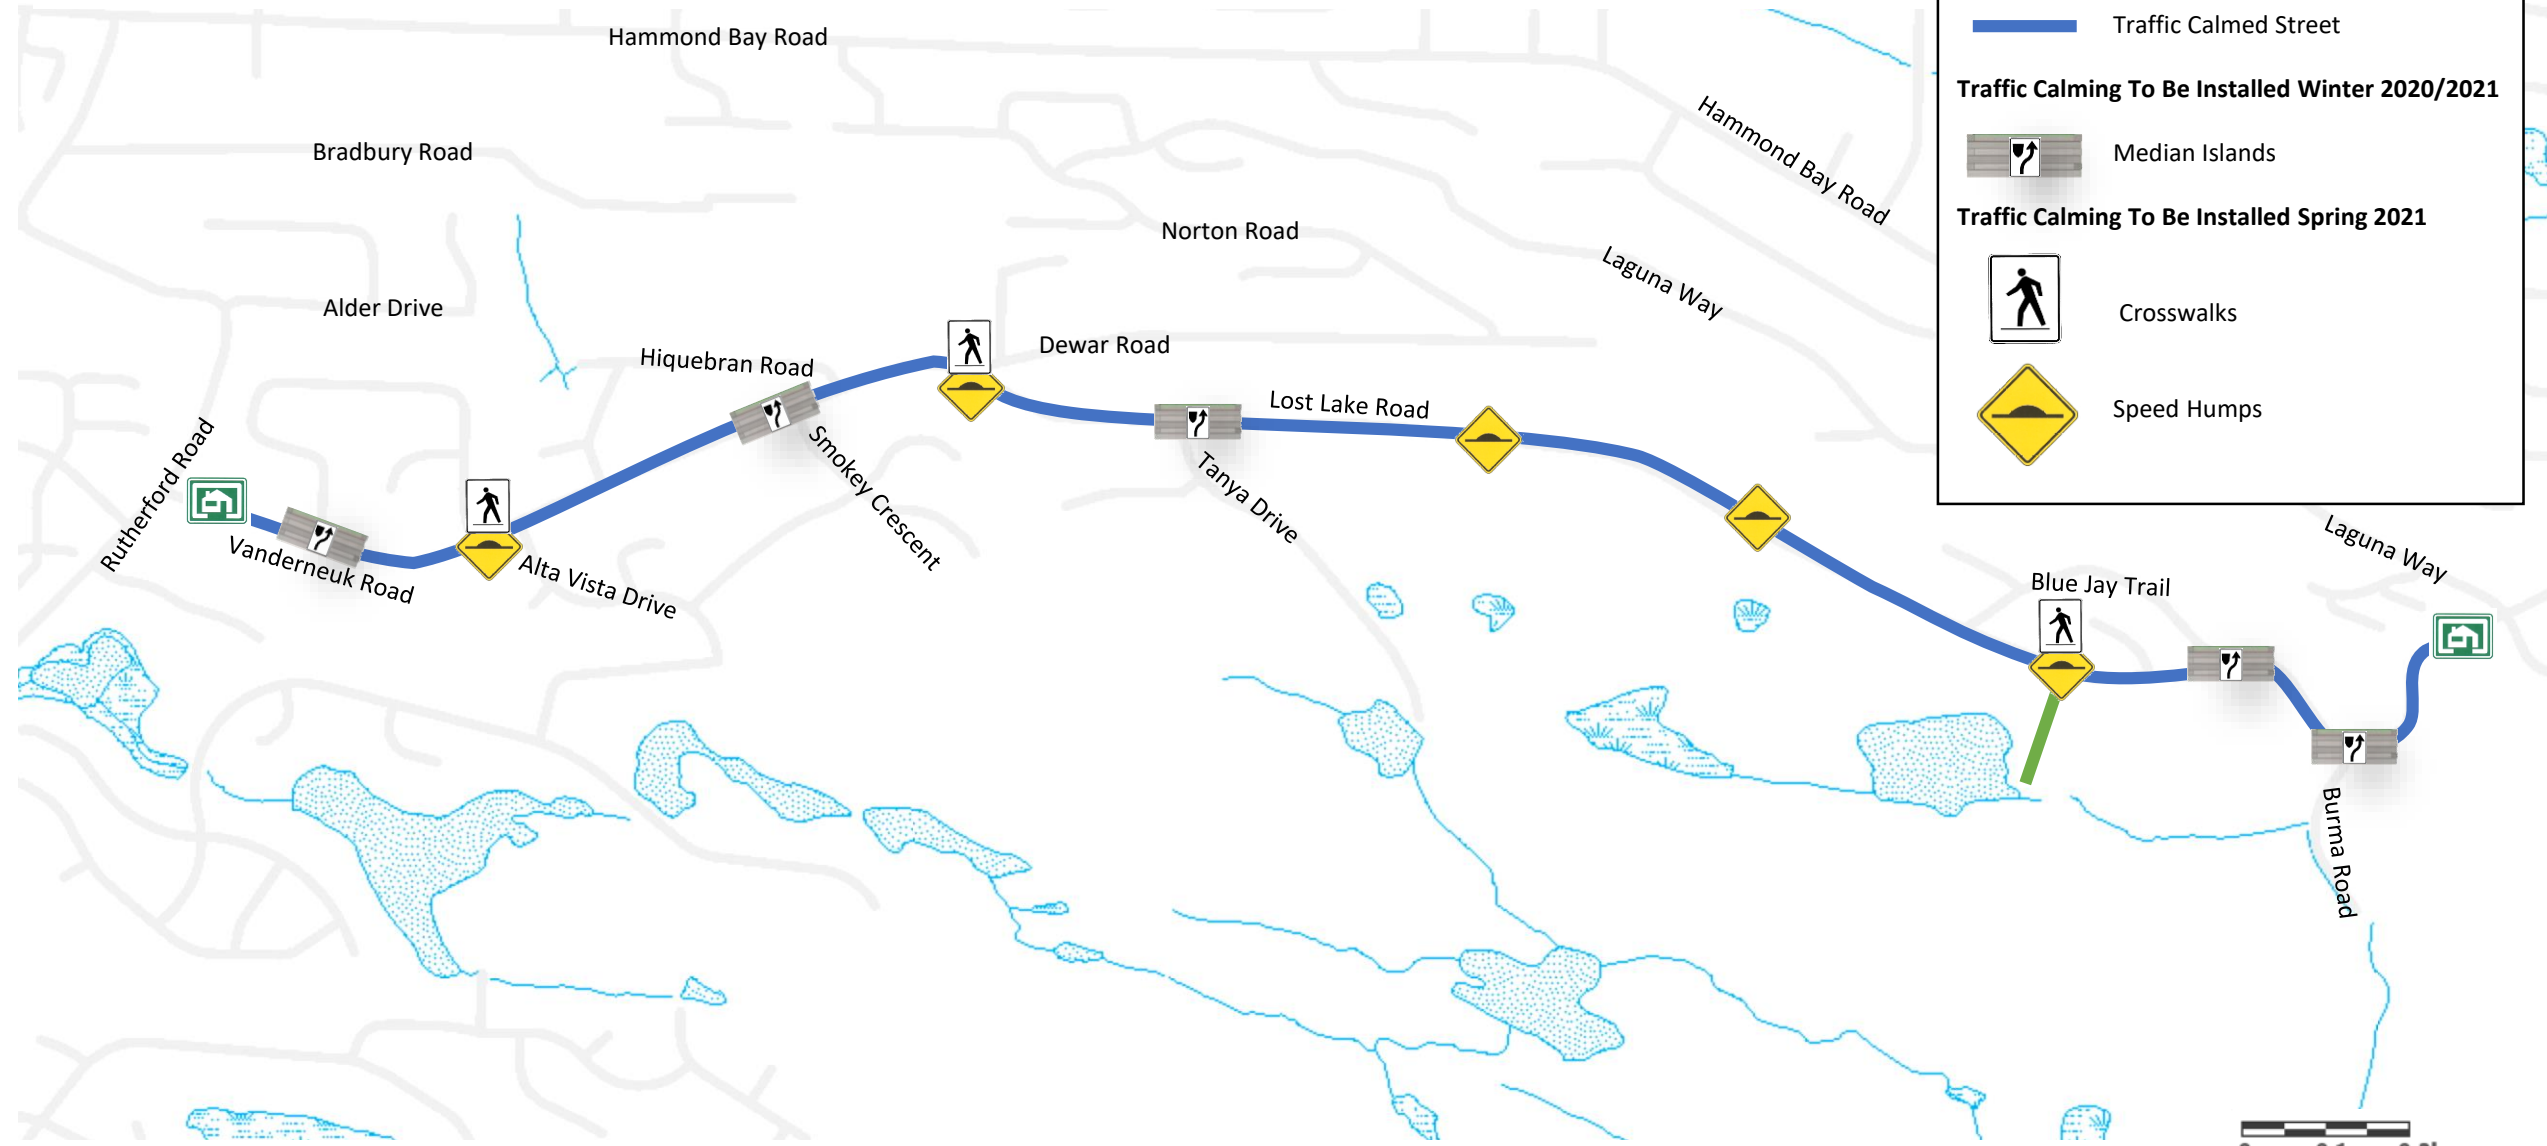 Traffic Calmed Street
Hammond Bay Road
Traffic Calming To Be Installed Winter 2020/2021
Hammond Bay Road
Bradbury Road
Median Islands
Traffic Calming To Be Installed Spring 2021
Norton Road
Laguna Way
Alder Drive
Crosswalks
Dewar Road
Hiquebran Road
Lost Lake Road
Speed Humps
Rutherford Road
Smokey Crescent
Tanya Drive
Vanderneuk Road
Alta Vista Drive
Laguna Way
Blue Jay Trail
Burma Road